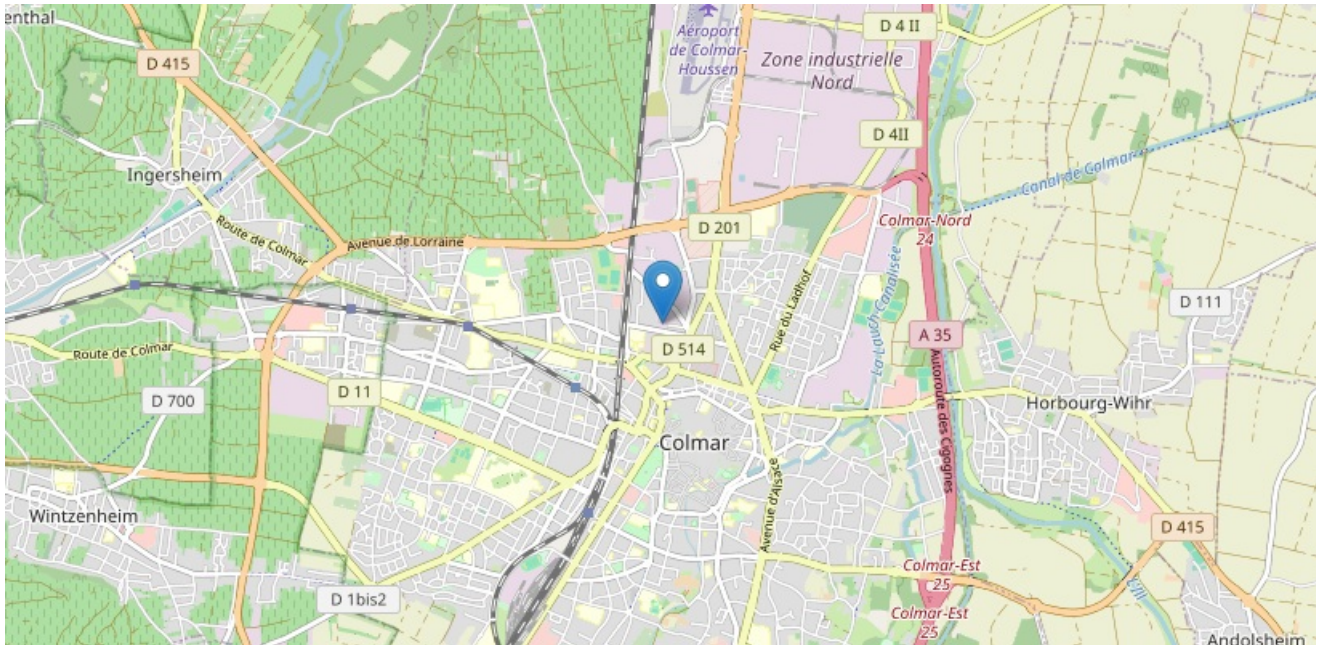 enthal
D 415
Aéroport
de Colmar-
Houssen
Zone industrielle
Nord
D 4 II
D 4II
Ingersheim
Canal de Colmar
Route de Colmar
Avenue de Lorraine
D 201
Colmar-Nord
24
La Lauch Canalisée
Rue du Ladhof
D 111
A 35
Route de Colmar
D 514
D 700
D 11
Autoroute des Cigognes
Horbourg-Wihr
Colmar
Wintzenheim
Avenue d'Alsace
D 415
Colmar-Est
25
D 1bis2
Colmar-Est
25
L'Ill
Andolsheim